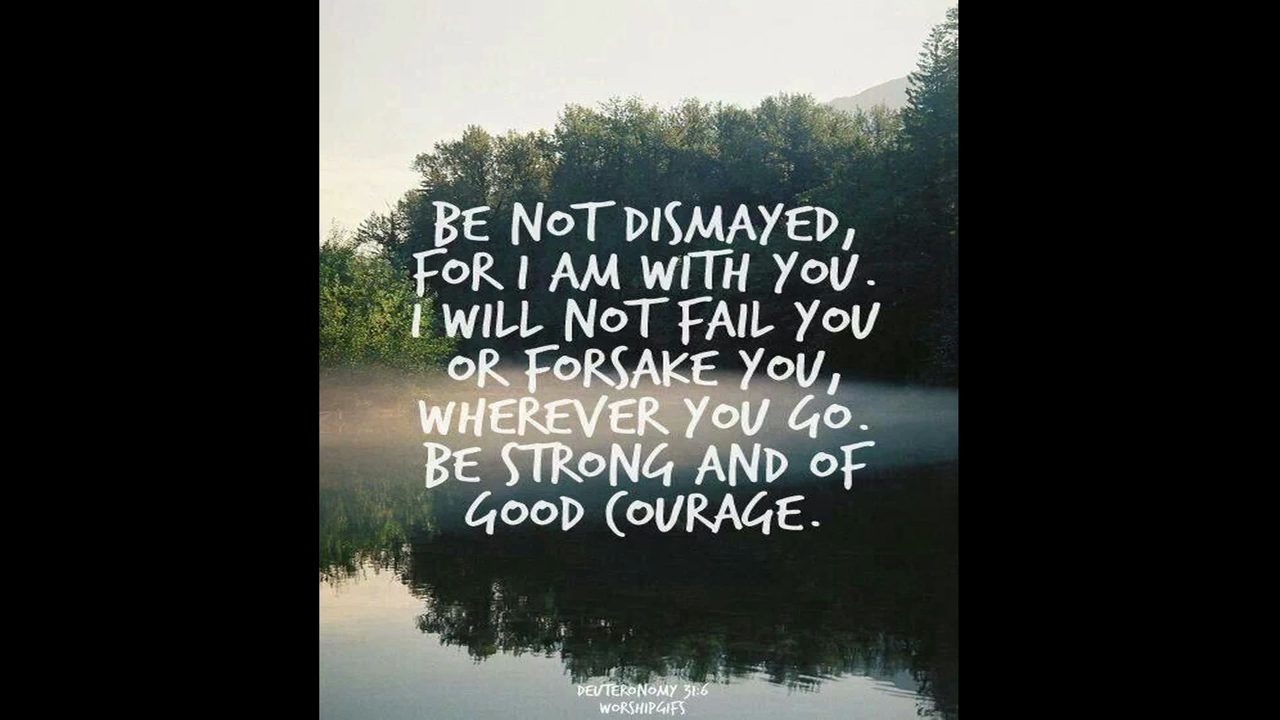 BE NOT DISMAYED,
FOR I AM WITH YOU.
I WILL NOT FAIL YOU
OR FORSAKE YOU,
WHEREVER YOU GO.
BE STRONG AND OF
GOOD COURAGE.
DEUTERONOMY 31:6
WORSHIPGIFS